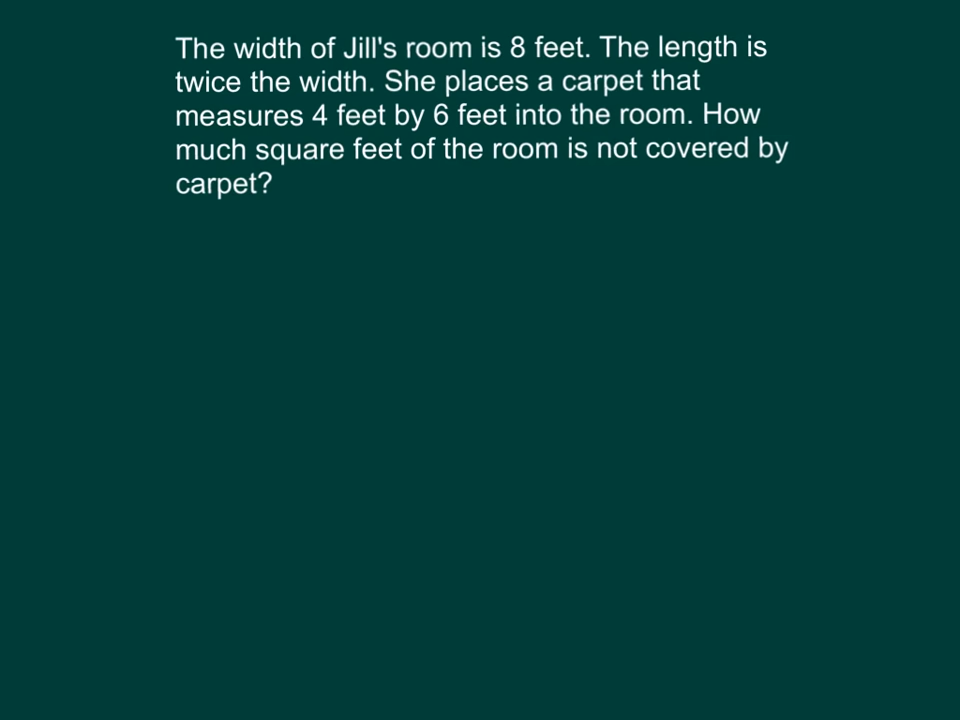 The width of Jill's room is 8 feet. The length is
twice the width. She places a carpet that
measures 4 feet by 6 feet into the room. How
much square feet of the room is not covered by
carpet?